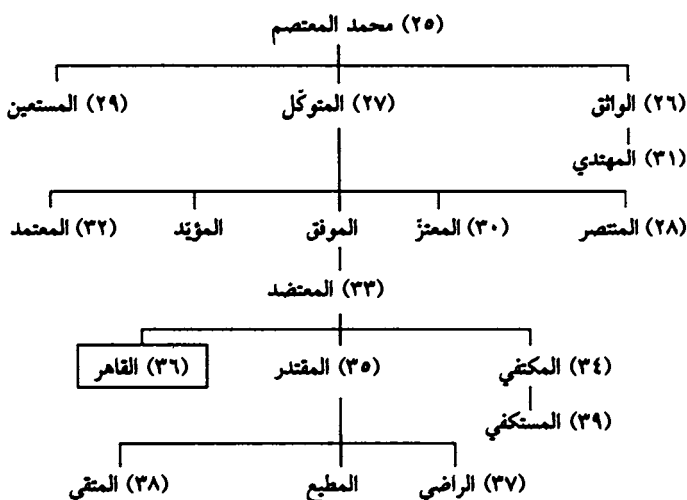 (٢٥) محمد المعتصم
(٢٦) الواثق (٢٧) المتوكّل (٢٩) المستعين
(٣١) المهتدي
(٢٨) المنتصر (٣٠) المعتزّ الموفق المؤيّد (٣٢) المعتمد
(٣٣) المعتضد
(٣٤) المكتفي (٣٥) المقتدر (٣٦) القاهر
(٣٩) المستكفي
(٣٧) الراضي المطيع (٣٨) المتقي